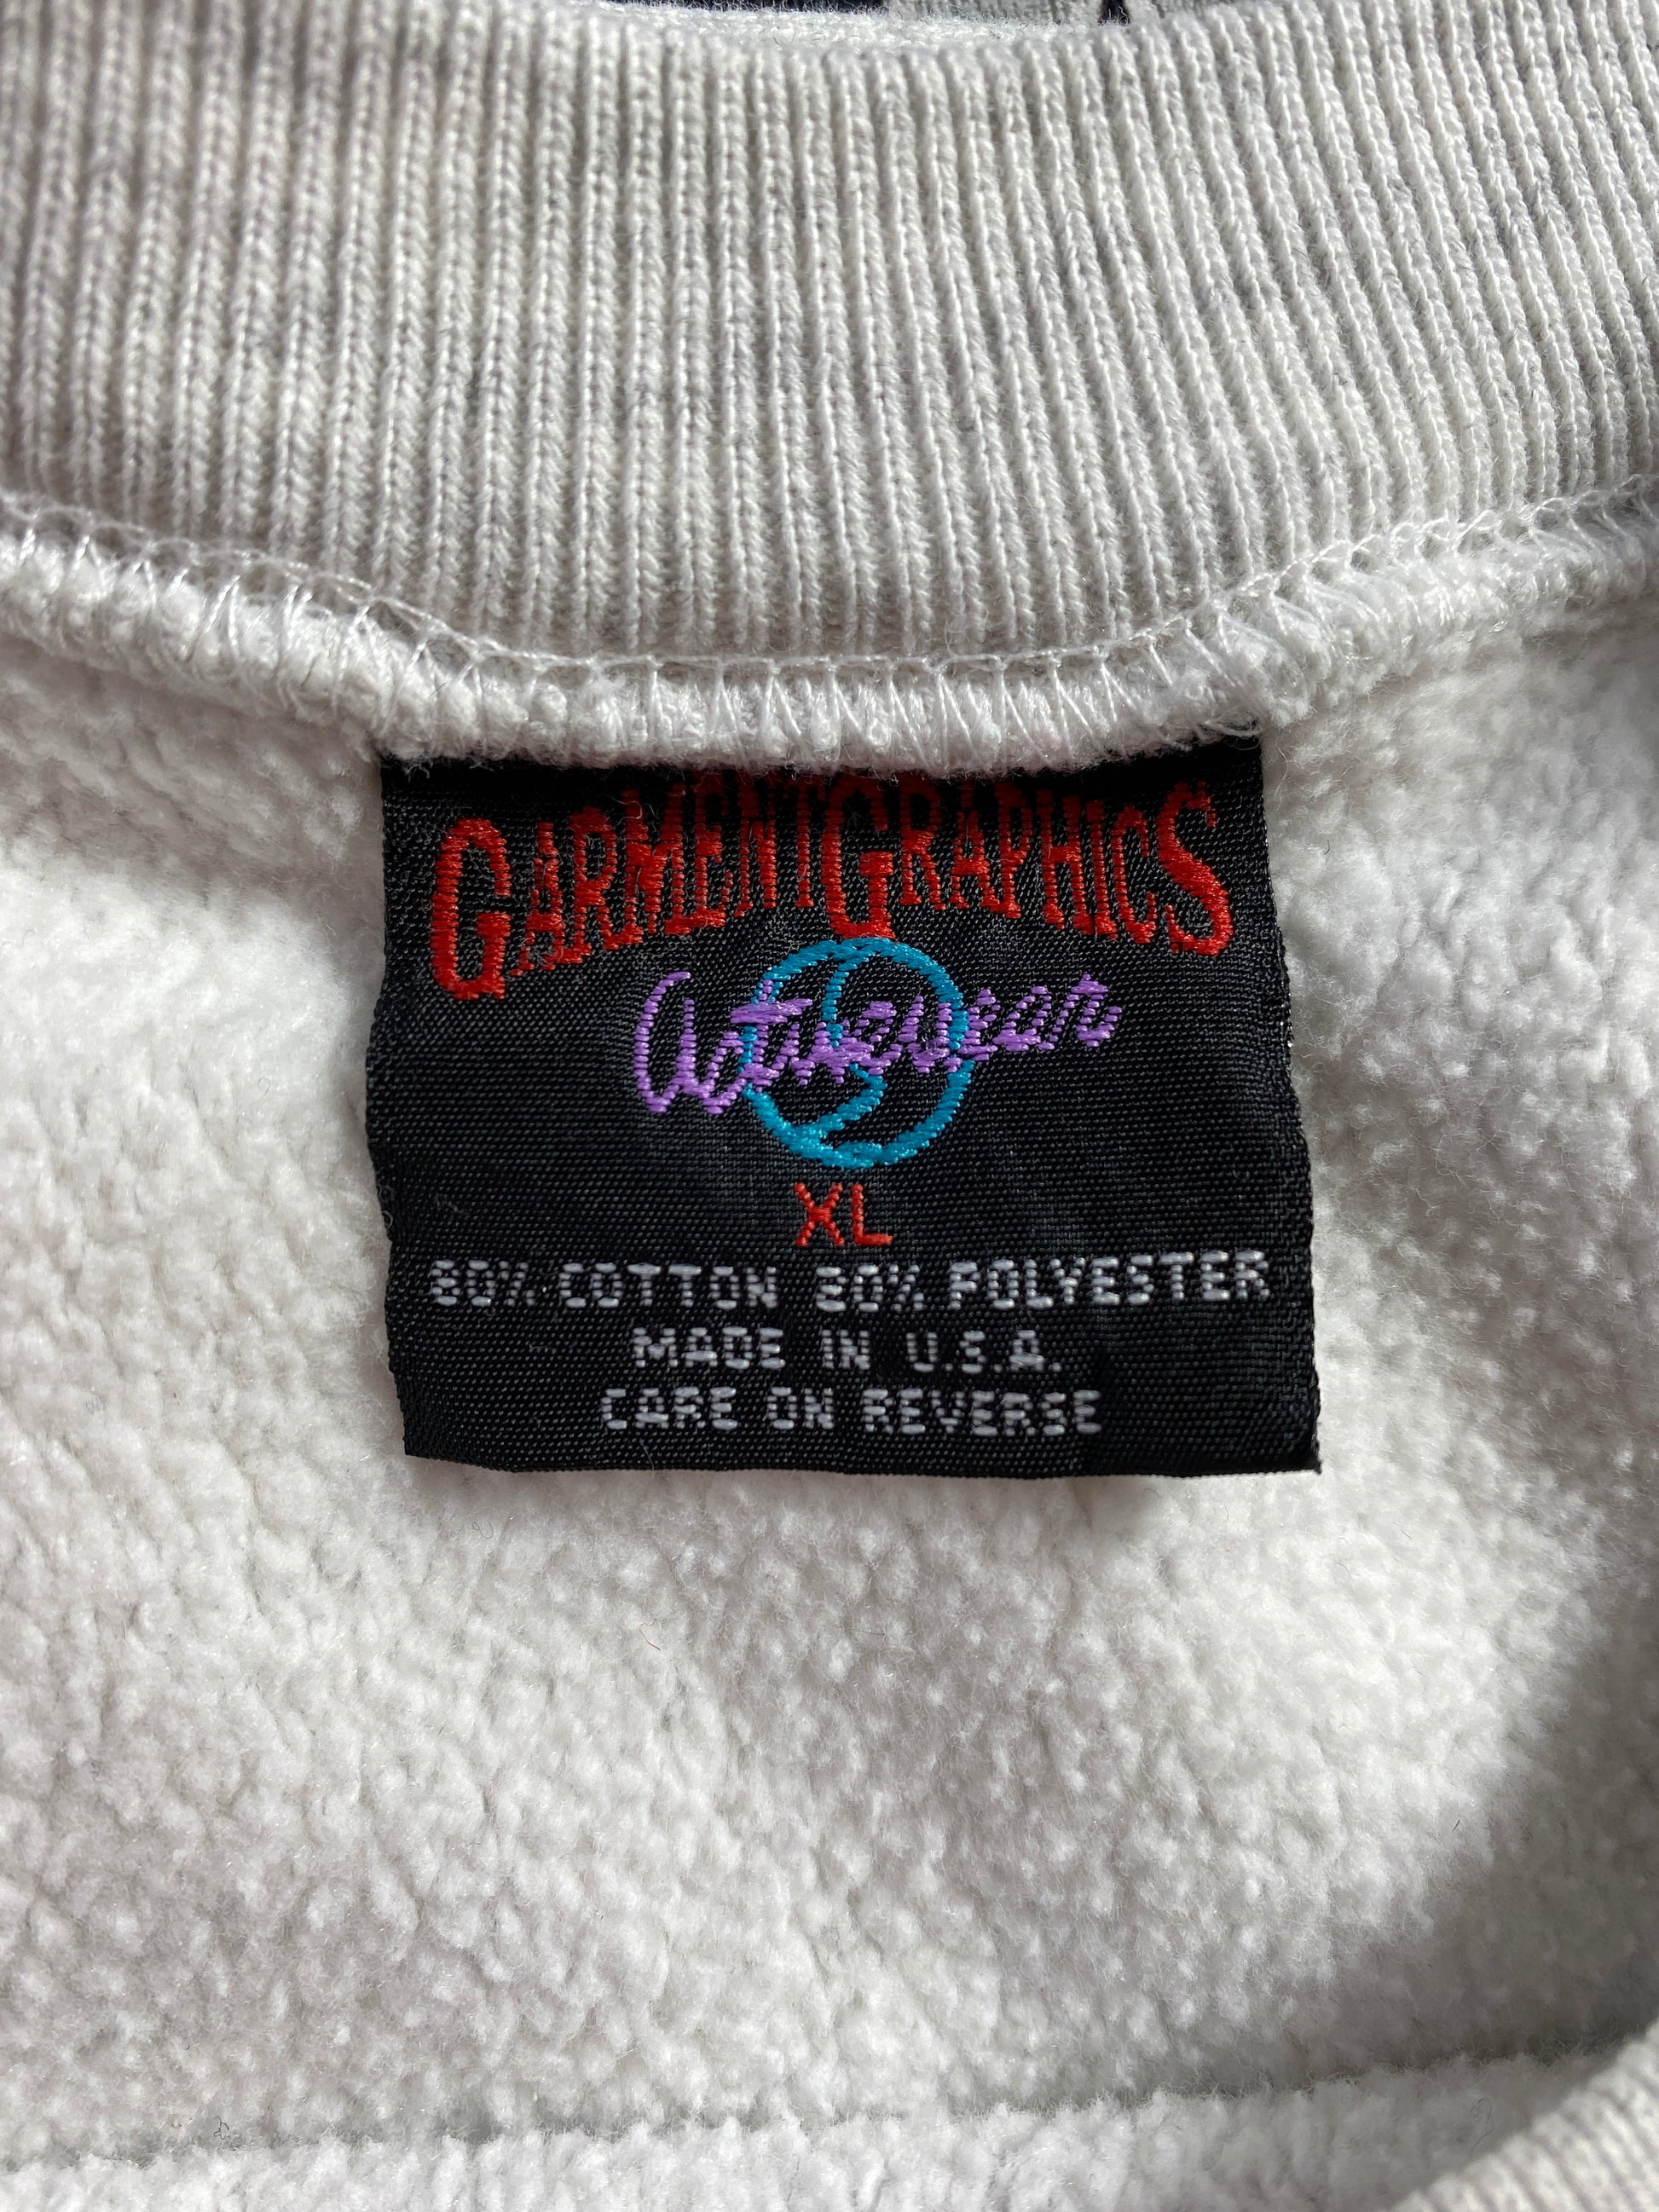 GARMENTGRAPHICS
Activewear
XL
80% COTTON 20% POLYESTER
MADE IN U.S.A.
CARE ON REVERSE